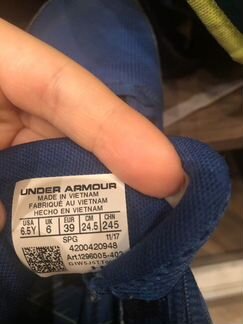 UNDER ARMOUR
MADE IN VIETNAM
FABRIQUÉ AU VIETNAM
HECHO EN VIETNAM
USA UK EUR CM CHN
6.5Y 6 39 24.5 245
SPG 11/17
4200420948
Art.1296005-402